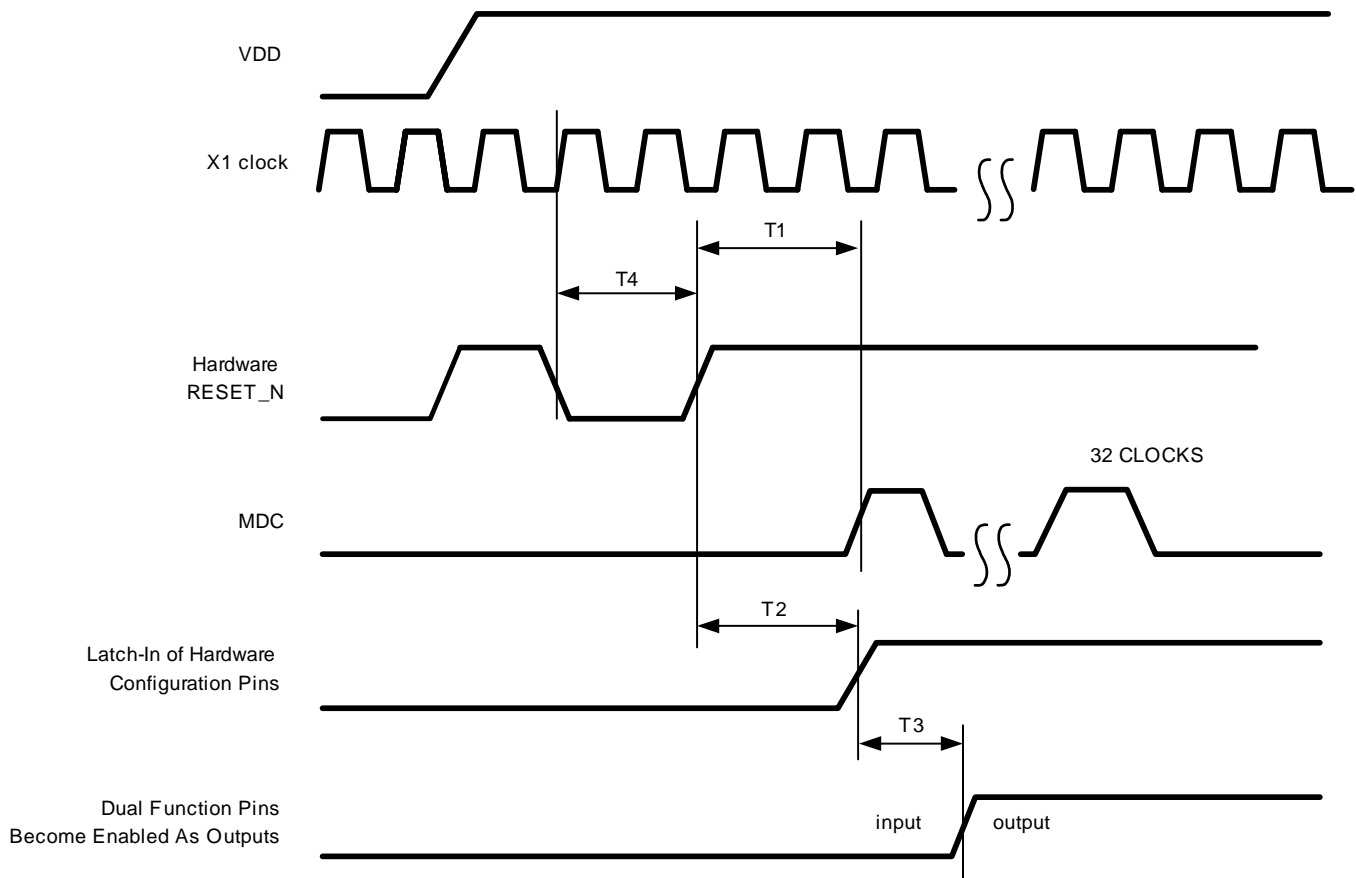 VDD
X1 clock
T1
T4
Hardware
RESET_N
32 CLOCKS
MDC
T2
Latch-In of Hardware
Configuration Pins
T3
Dual Function Pins
Become Enabled As Outputs
input
output